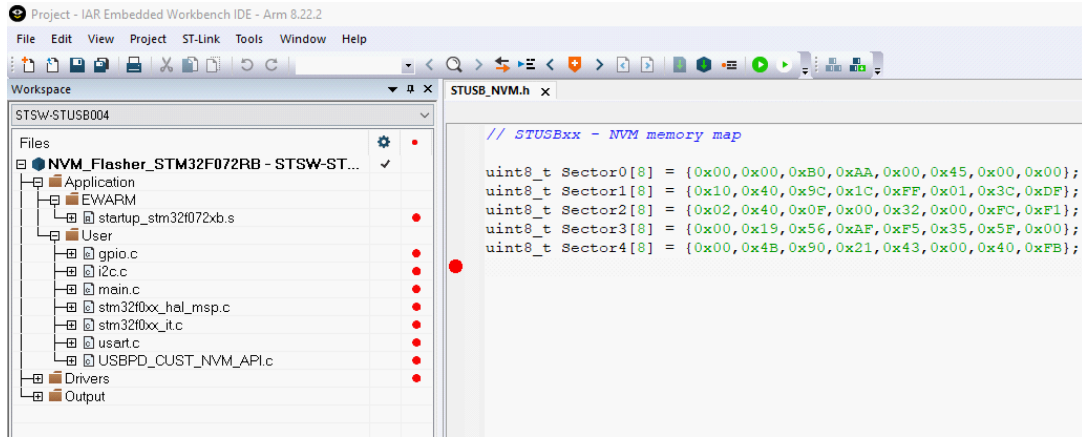 Project - IAR Embedded Workbench IDE - Arm 8.22.2
File Edit View Project ST-Link Tools Window Help
Workspace
STSW-STUSB004
Files
NVM_Flasher_STM32F072RB - STSW-ST...
Application
EWARM
startup_stm32f072xb.s
User
gpio.c
i2c.c
main.c
stm32f0xx_hal_msp.c
stm32f0xx_it.c
usart.c
USBPD_CUST_NVM_API.c
Drivers
Output
STUSB_NVM.h x
// STUSBxx - NVM memory map
uint8_t Sector0[8] = {0x00,0x00,0xB0,0xAA,0x00,0x45,0x00,0x00};
uint8_t Sector1[8] = {0x10,0x40,0x9C,0x1C,0xFF,0x01,0x3C,0xDF};
uint8_t Sector2[8] = {0x02,0x40,0x0F,0x00,0x32,0x00,0xFC,0xF1};
uint8_t Sector3[8] = {0x00,0x19,0x56,0xAF,0xF5,0x35,0x5F,0x00};
uint8_t Sector4[8] = {0x00,0x4B,0x90,0x21,0x43,0x00,0x40,0xFB};